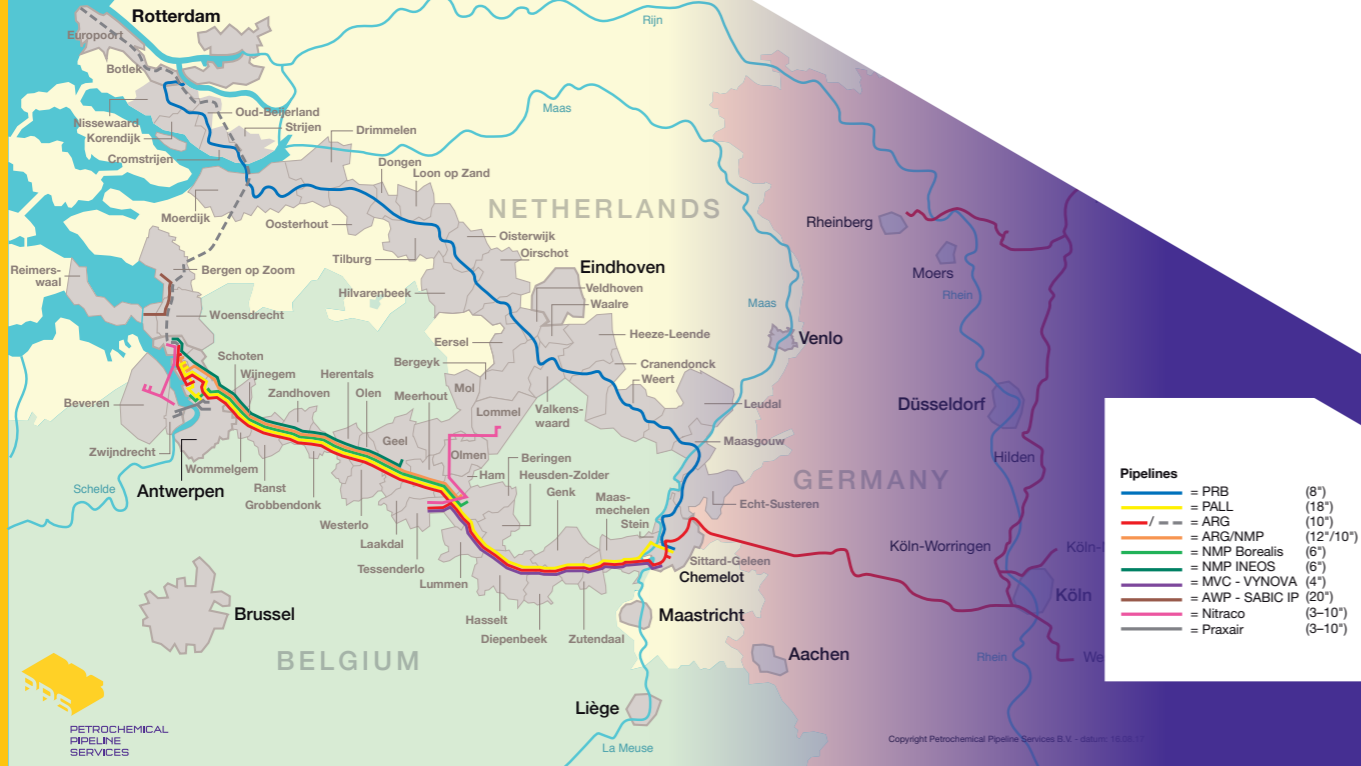 Rotterdam
Europoort
Botlek
Rijn
Nissewaard
Korendijk
Cromstrijen
Oud-Beijerland
Strijen
Drimmelen
Maas
Dongen
Loon op Zand
NETHERLANDS
Moerdijk
Oosterhout
Tilburg
Hilvarenbeek
Oisterwijk
Oirschot
Eindhoven
Veldhoven
Waalre
Heeze-Leende
Reimers-
waal
Bergen op Zoom
Woensdrecht
Maas
Venlo
Rheinberg
Moers
Rhein
Eersel
Bergeyk
Cranendonck
Weert
Leudal
Maasgouw
Echt-Susteren
Schoten
Wijnegem
Zandhoven
Herentals
Olen
Meerhout
Mol
Lommel
Valkens-
waard
Geel
Olmen
Ham
Beringen
Heusden-Zolder
Genk
Maas-
mechelen
Stein
Beveren
Zwijndrecht
Schelde
Antwerpen
Wommelgem
Ranst
Grobbendonk
Westerlo
Laakdal
Tessenderlo
Lummen
Hasselt
Diepenbeek
Zutendaal
Sittard-Geleen
Chemelot
Maastricht
Brussel
BELGIUM
Liège
La Meuse
Aachen
GERMANY
Düsseldorf
Hilden
Köln-Worringen
Köln
Rhein
Pipelines
= PRB (8")
= PALL (18")
/ = ARG (10")
= ARG/NMP (12"/10")
= NMP Borealis (6")
= NMP INEOS (6")
= MVC - VYNOVA (4")
= AWP - SABIC IP (20")
= Nitraco (3–10")
= Praxair (3–10")
PETROCHEMICAL
PIPELINE
SERVICES
Copyright Petrochemical Pipeline Services B.V. - datum: